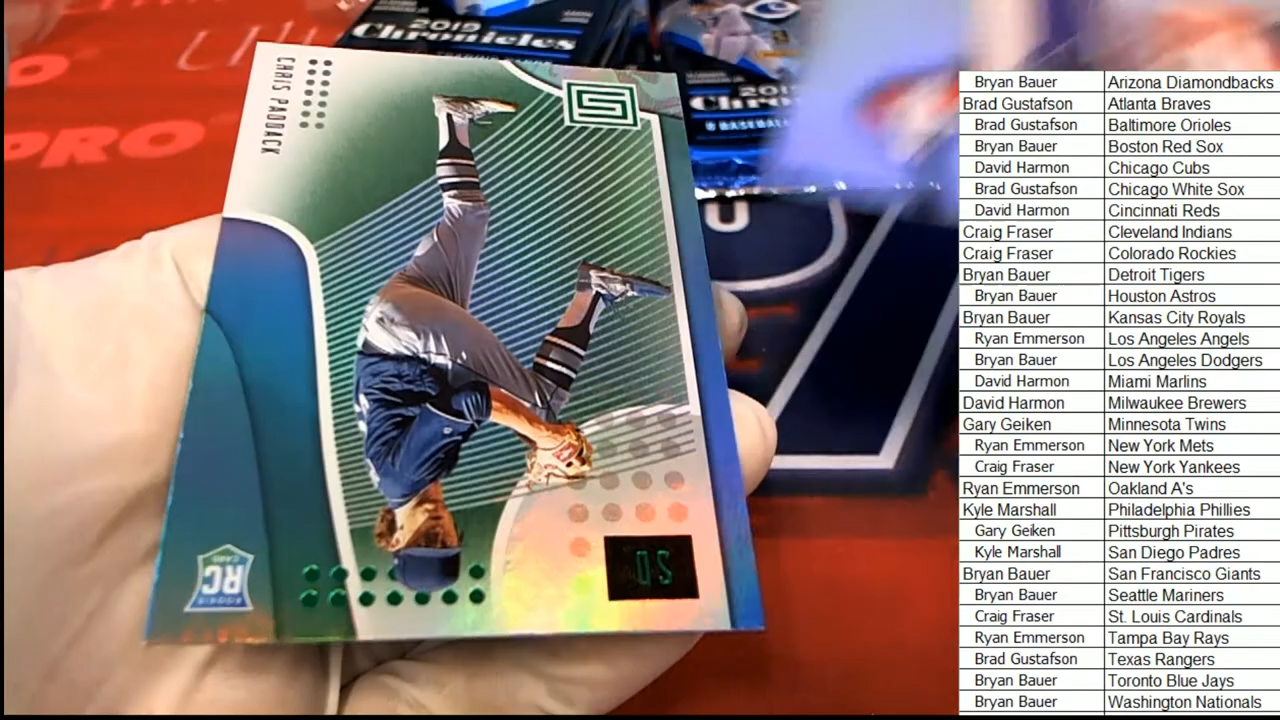 2019
Chronicles
201
Chro
BASEBALL
PRO
CHRIS PADDACK
S
SD
ROOKIE
RC
CARD
Bryan Bauer Arizona Diamondbacks
Brad Gustafson Atlanta Braves
Brad Gustafson Baltimore Orioles
Bryan Bauer Boston Red Sox
David Harmon Chicago Cubs
Brad Gustafson Chicago White Sox
David Harmon Cincinnati Reds
Craig Fraser Cleveland Indians
Craig Fraser Colorado Rockies
Bryan Bauer Detroit Tigers
Bryan Bauer Houston Astros
Bryan Bauer Kansas City Royals
Ryan Emmerson Los Angeles Angels
Bryan Bauer Los Angeles Dodgers
David Harmon Miami Marlins
David Harmon Milwaukee Brewers
Gary Geiken Minnesota Twins
Ryan Emmerson New York Mets
Craig Fraser New York Yankees
Ryan Emmerson Oakland A's
Kyle Marshall Philadelphia Phillies
Gary Geiken Pittsburgh Pirates
Kyle Marshall San Diego Padres
Bryan Bauer San Francisco Giants
Bryan Bauer Seattle Mariners
Craig Fraser St. Louis Cardinals
Ryan Emmerson Tampa Bay Rays
Brad Gustafson Texas Rangers
Bryan Bauer Toronto Blue Jays
Bryan Bauer Washington Nationals